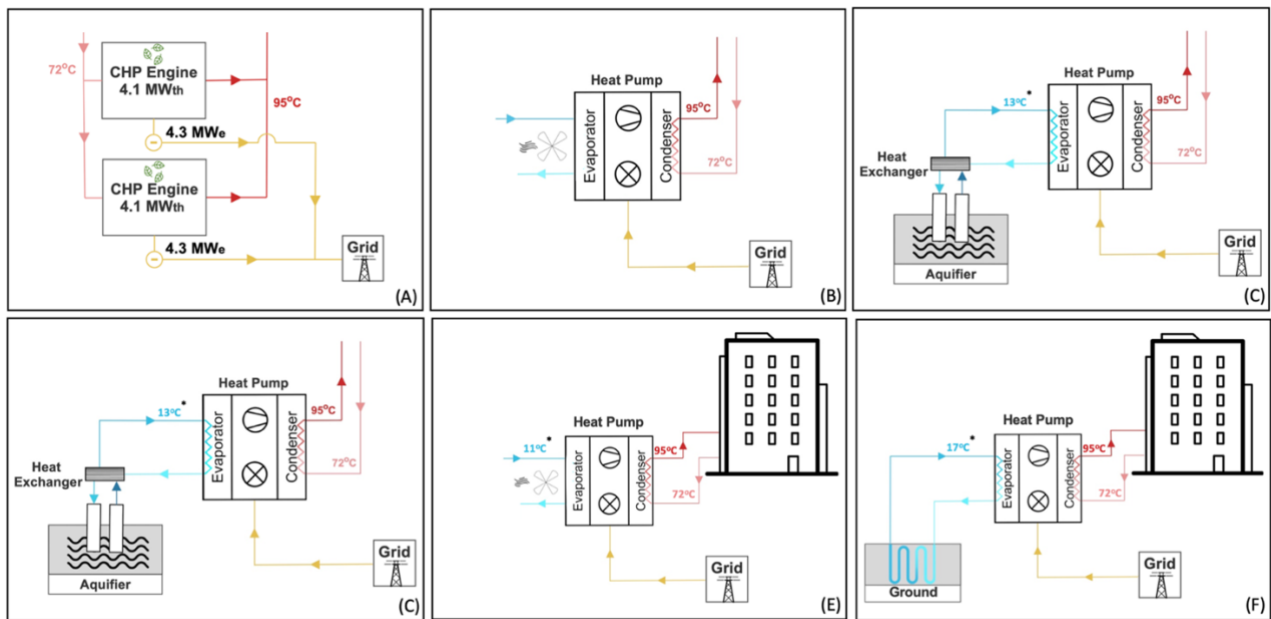 72°C
CHP Engine
4.1 MWth
95°C
4.3 MWe
CHP Engine
4.1 MWth
4.3 MWe
Grid
(A)
Heat Pump
Evaporator
Condenser
95°C
72°C
Grid
(B)
Heat Pump
13°C *
Evaporator
Condenser
95°C
72°C
Heat
Exchanger
Aquifier
Grid
(C)
Heat Pump
13°C *
Evaporator
Condenser
95°C
72°C
Heat
Exchanger
Aquifier
Grid
(C)
Heat Pump
11°C *
Evaporator
Condenser
95°C
72°C
Grid
(E)
Heat Pump
17°C *
Evaporator
Condenser
95°C
72°C
Ground
Grid
(F)